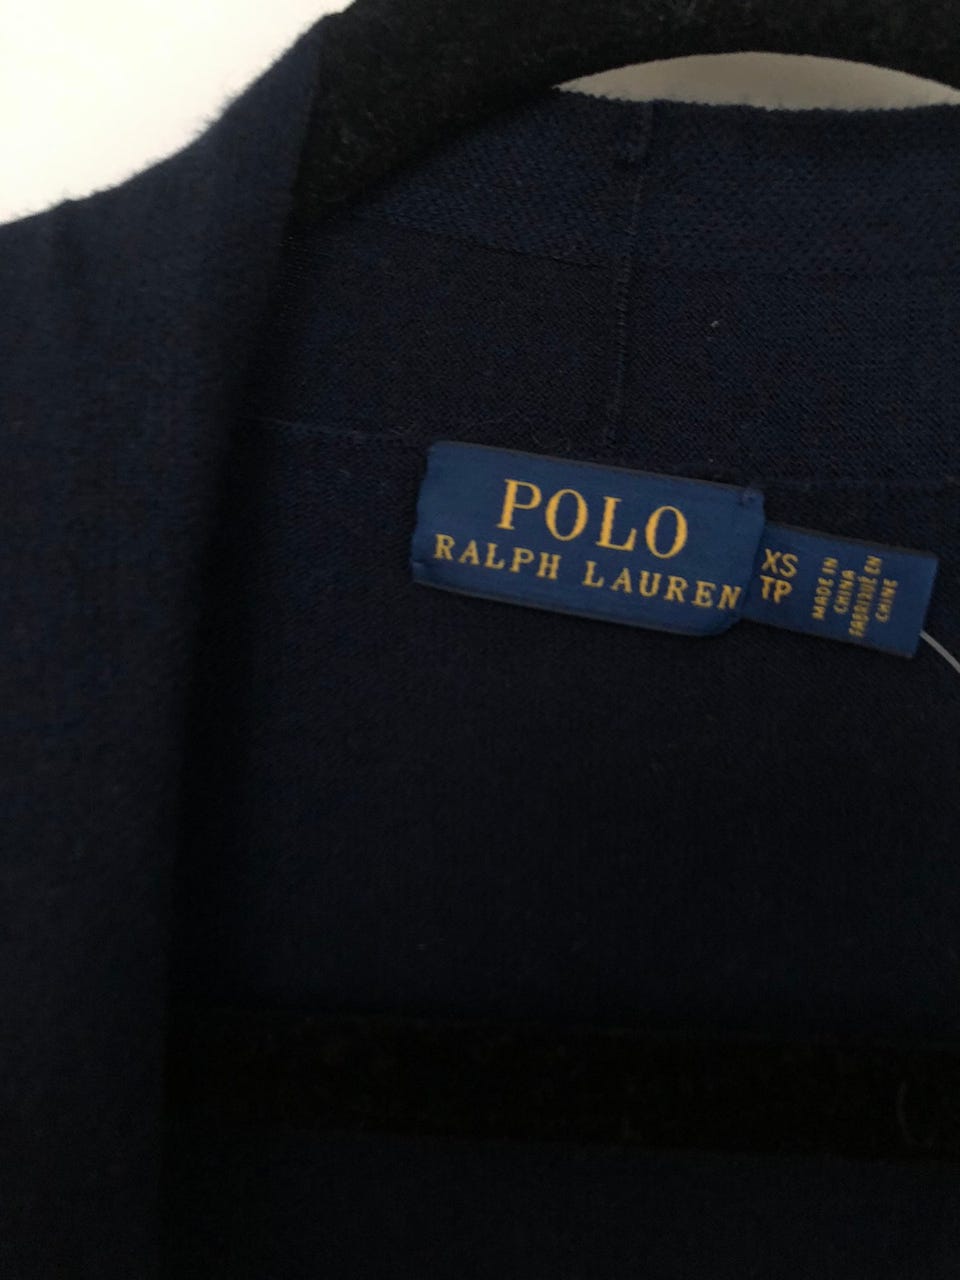 POLO
RALPH LAUREN
XS
TP
MADE IN
CHINA
FABRIQUÉ EN
CHINE